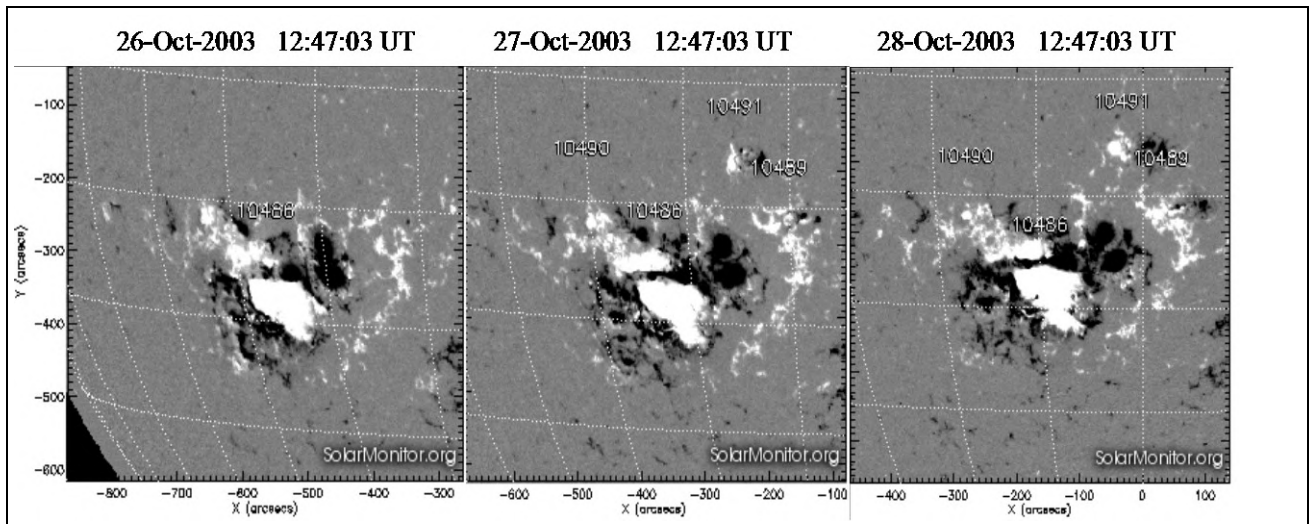 26-Oct-2003 12:47:03 UT
27-Oct-2003 12:47:03 UT
28-Oct-2003 12:47:03 UT
10491
10491
10490
10489
10490
10489
10486
10486
10486
-100
-200
-300
-400
-500
-600
Y (arcsecs)
SolarMonitor.org
SolarMonitor.org
SolarMonitor.org
-800 -700 -600 -500 -400 -300
-600 -500 -400 -300 -200 -100
-400 -300 -200 -100 0 100
X (arcsecs)
X (arcsecs)
X (arcsecs)